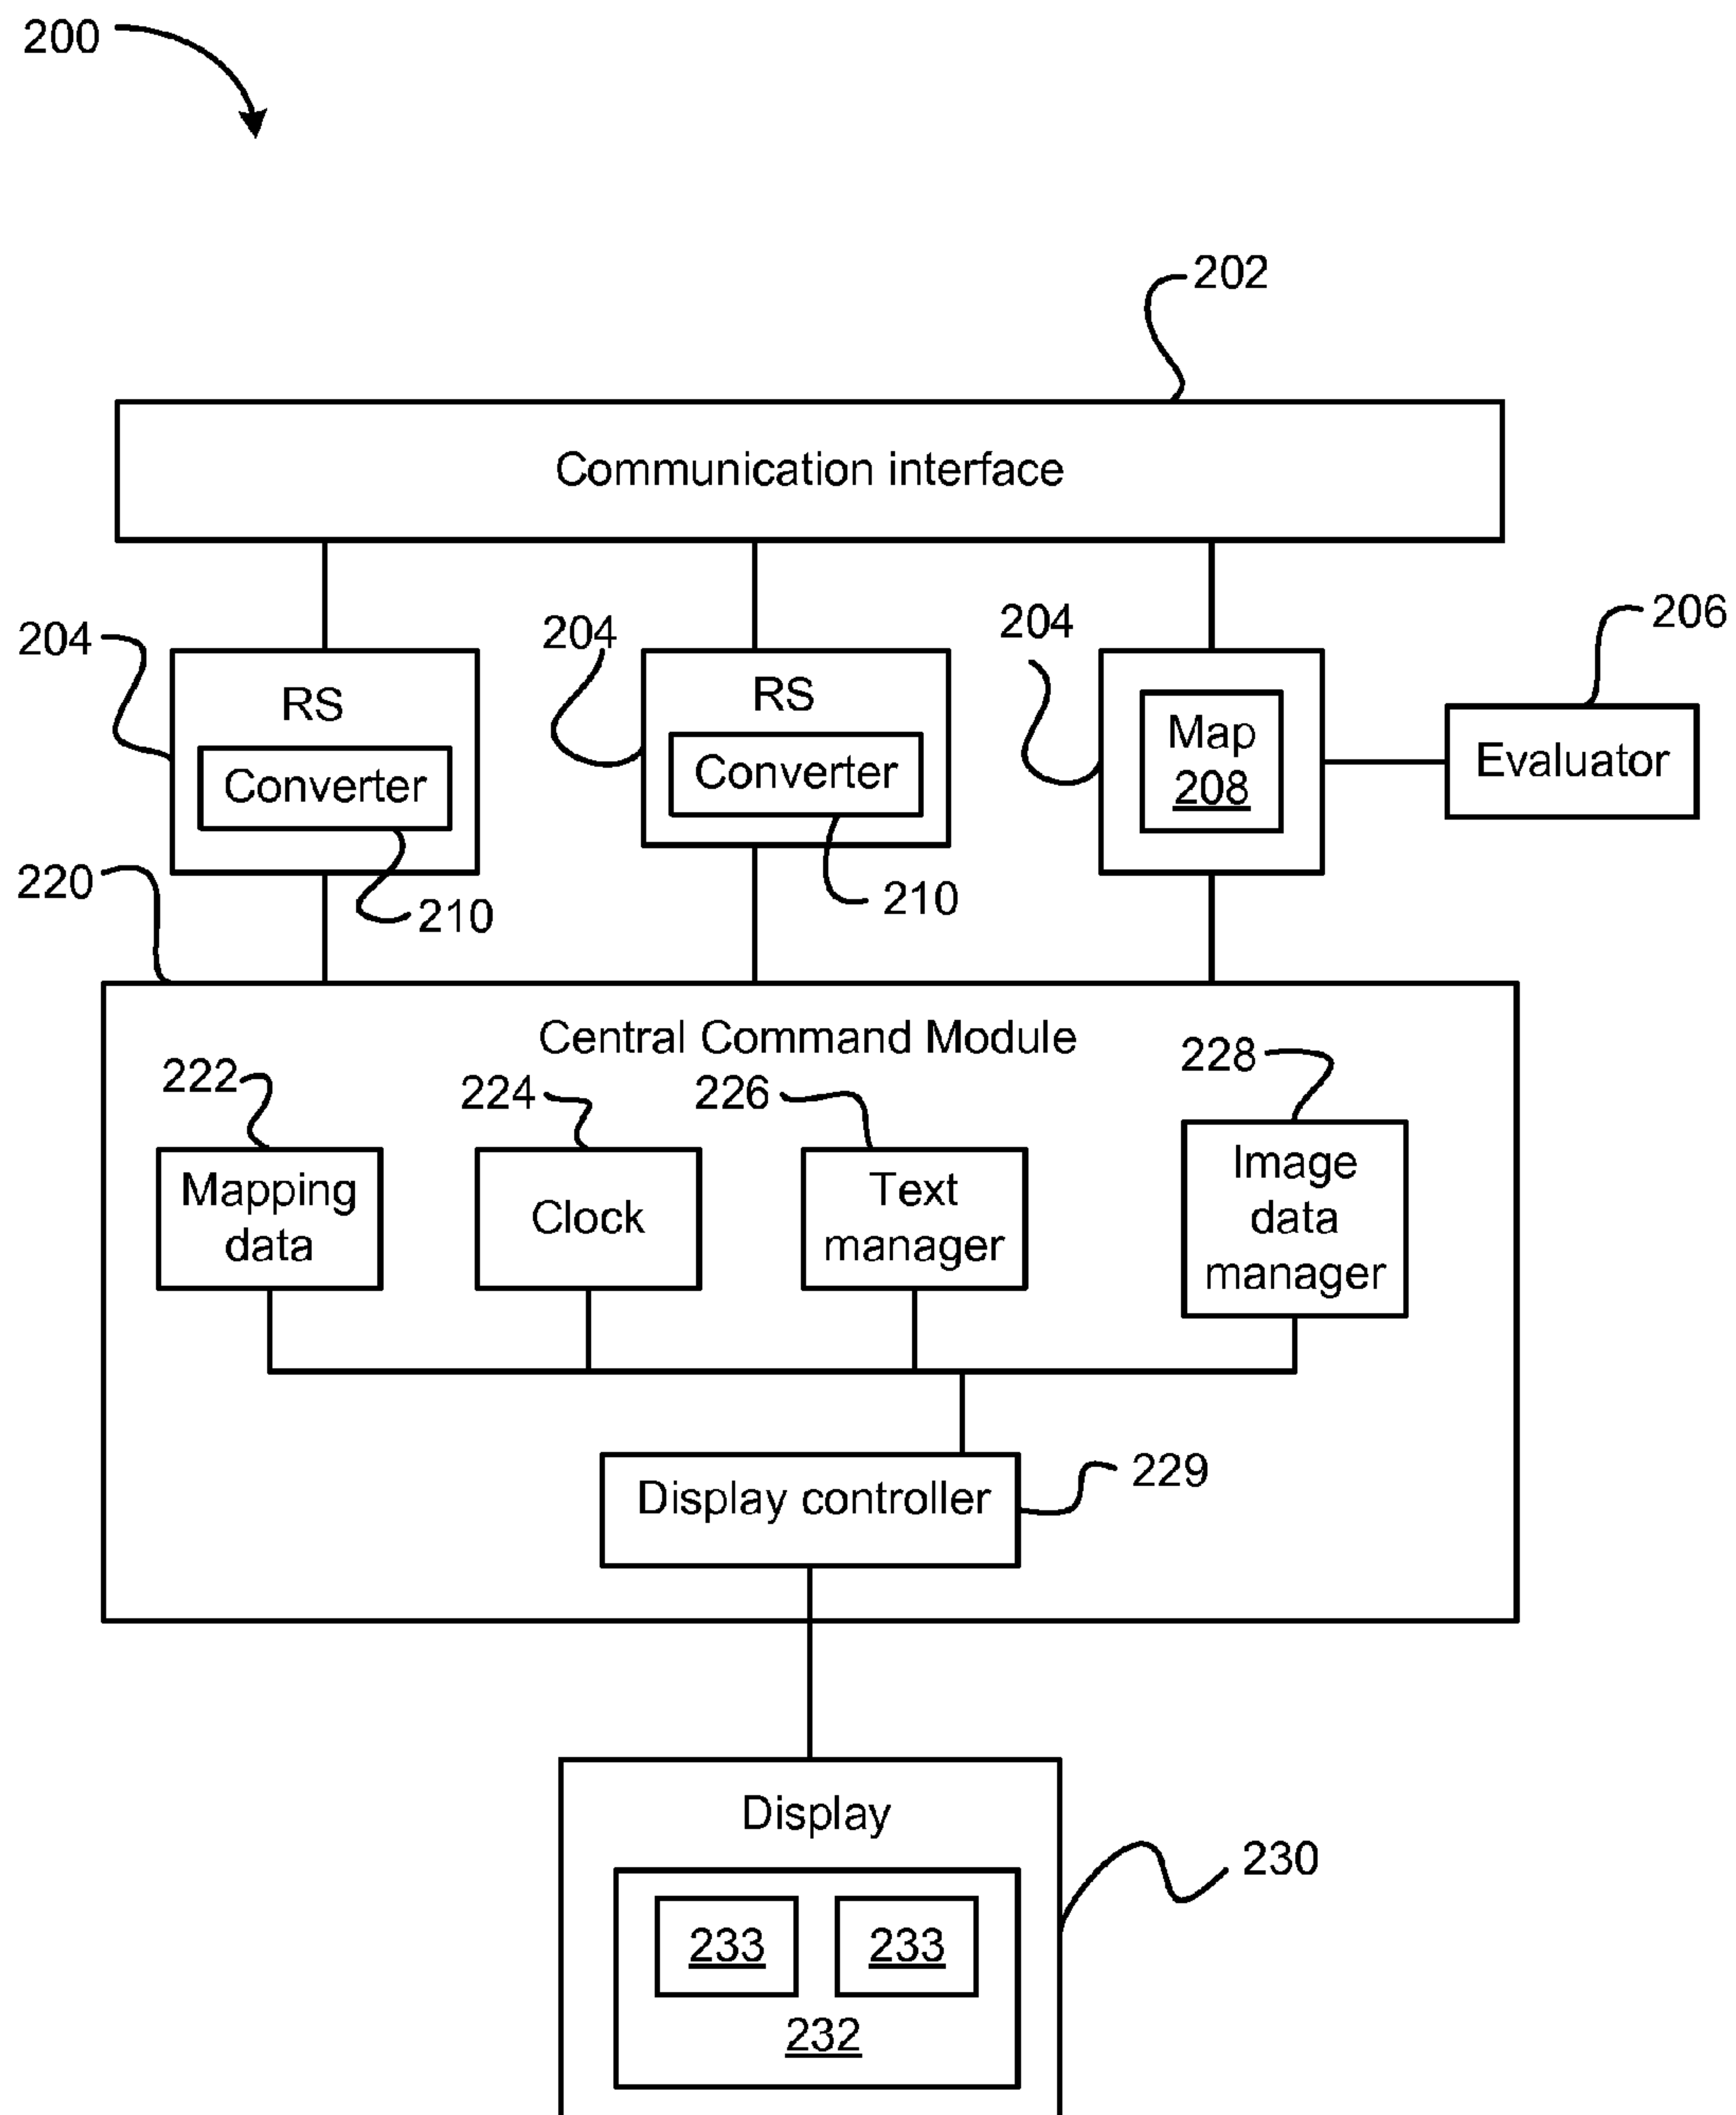 200
202
Communication interface
204
RS
Converter
210
204
RS
Converter
210
204
Map
208
206
Evaluator
220
Central Command Module
222
Mapping
data
224
Clock
226
Text
manager
228
Image
data
manager
Display controller
229
Display
230
233
233
232